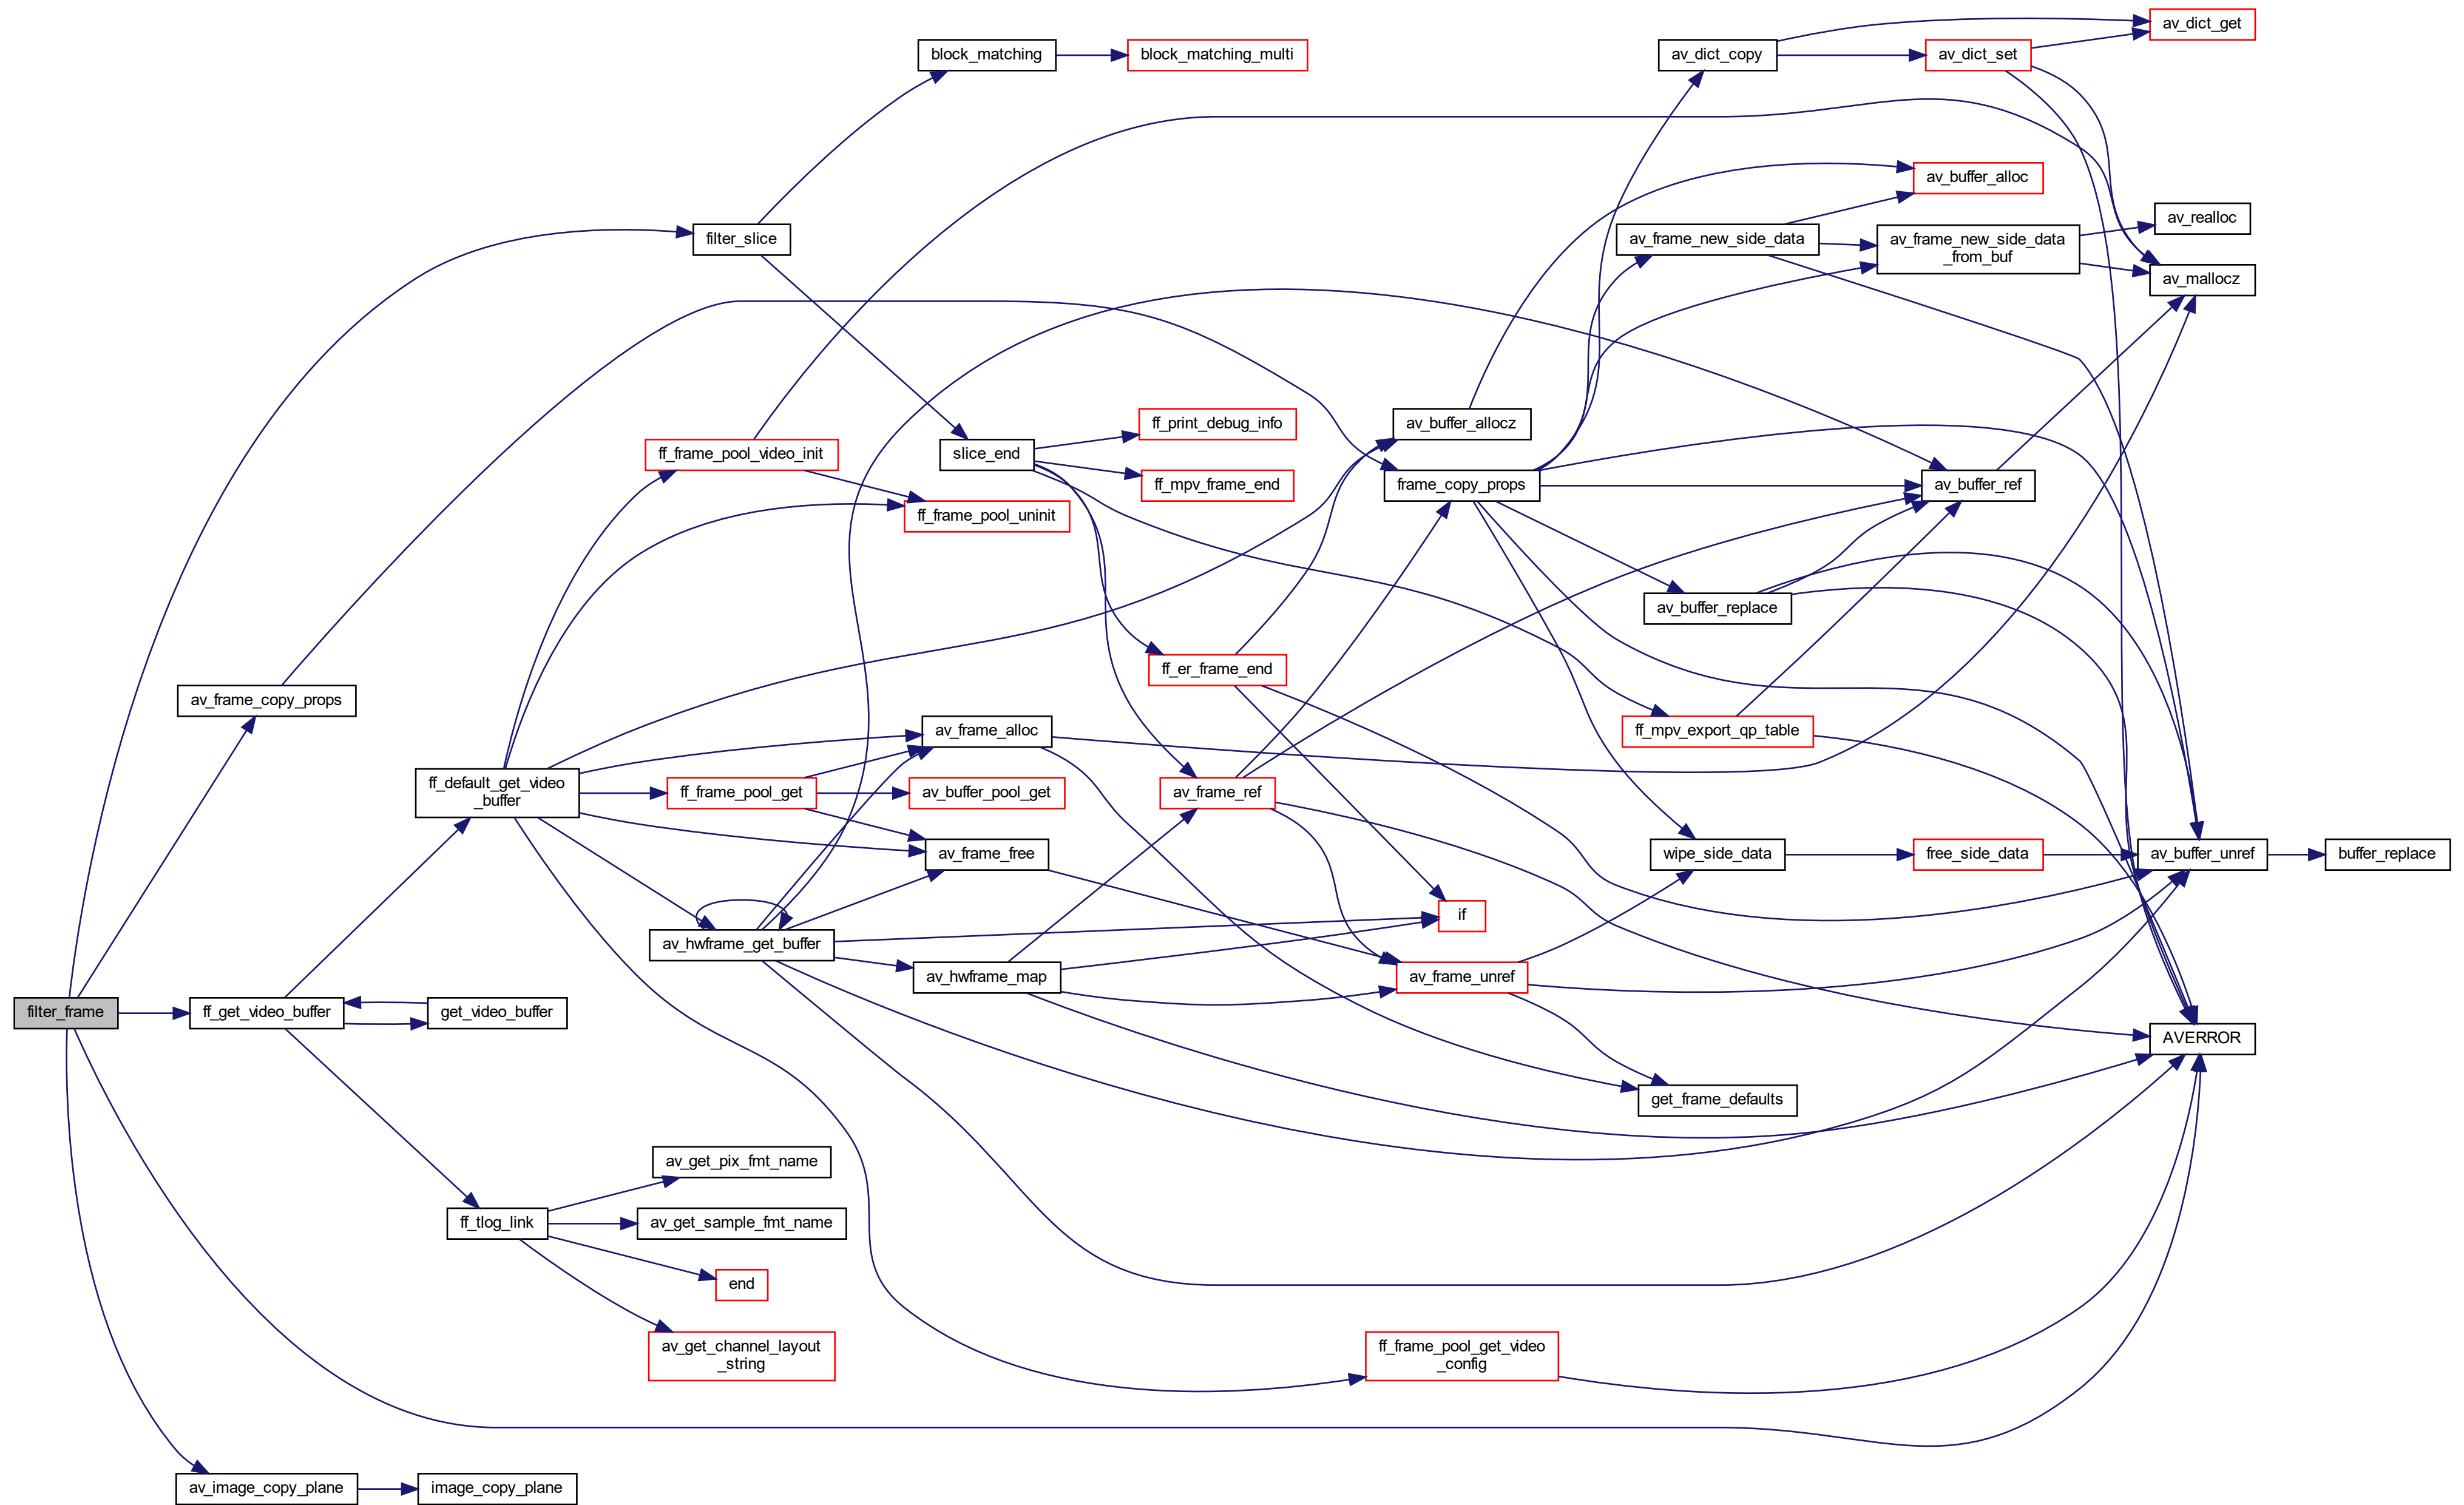 av_dict_get
block_matching
block_matching_multi
av_dict_copy
av_dict_set
av_buffer_alloc
av_realloc
filter_slice
av_frame_new_side_data
av_frame_new_side_data
_from_buf
av_mallocz
av_buffer_allocz
ff_print_debug_info
ff_frame_pool_video_init
slice_end
ff_mpv_frame_end
frame_copy_props
av_buffer_ref
ff_frame_pool_uninit
av_buffer_replace
ff_er_frame_end
av_frame_copy_props
av_frame_alloc
ff_mpv_export_qp_table
ff_default_get_video
_buffer
ff_frame_pool_get
av_buffer_pool_get
av_frame_ref
av_frame_free
wipe_side_data
free_side_data
av_buffer_unref
buffer_replace
if
av_hwframe_get_buffer
av_hwframe_map
av_frame_unref
filter_frame
ff_get_video_buffer
get_video_buffer
AVERROR
get_frame_defaults
av_get_pix_fmt_name
ff_tlog_link
av_get_sample_fmt_name
end
av_get_channel_layout
_string
ff_frame_pool_get_video
_config
av_image_copy_plane
image_copy_plane